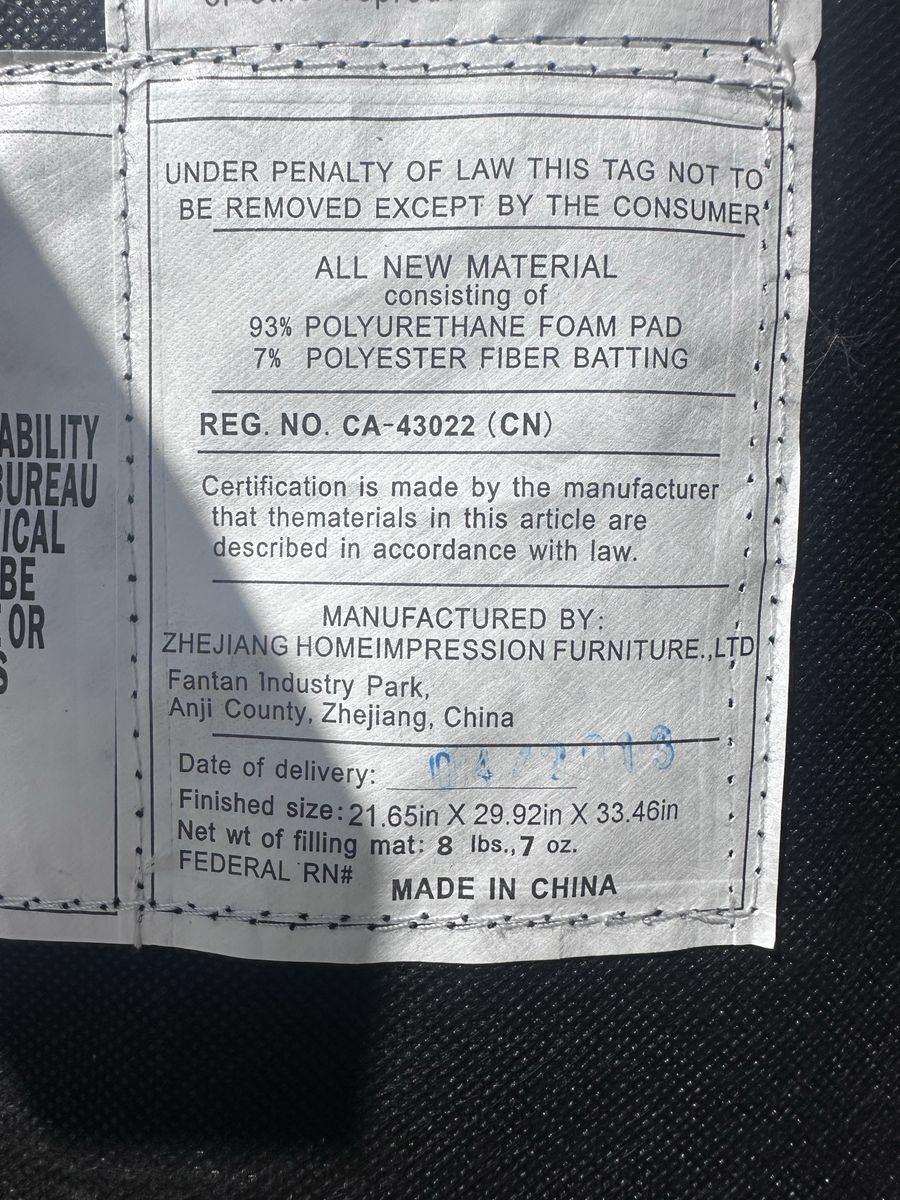 ABILITY
BUREAU
ICAL
BE
OR
S
UNDER PENALTY OF LAW THIS TAG NOT TO
BE REMOVED EXCEPT BY THE CONSUMER
ALL NEW MATERIAL
consisting of
93% POLYURETHANE FOAM PAD
7% POLYESTER FIBER BATTING
REG. NO. CA-43022 (CN)
Certification is made by the manufacturer
that thematerials in this article are
described in accordance with law.
MANUFACTURED BY:
ZHEJIANG HOMEIMPRESSION FURNITURE.,LTD
Fantan Industry Park,
Anji County, Zhejiang, China
Date of delivery:
Finished size: 21.65in X 29.92in X 33.46in
Net wt of filling mat: 8 lbs.,7 oz.
FEDERAL RN#
MADE IN CHINA